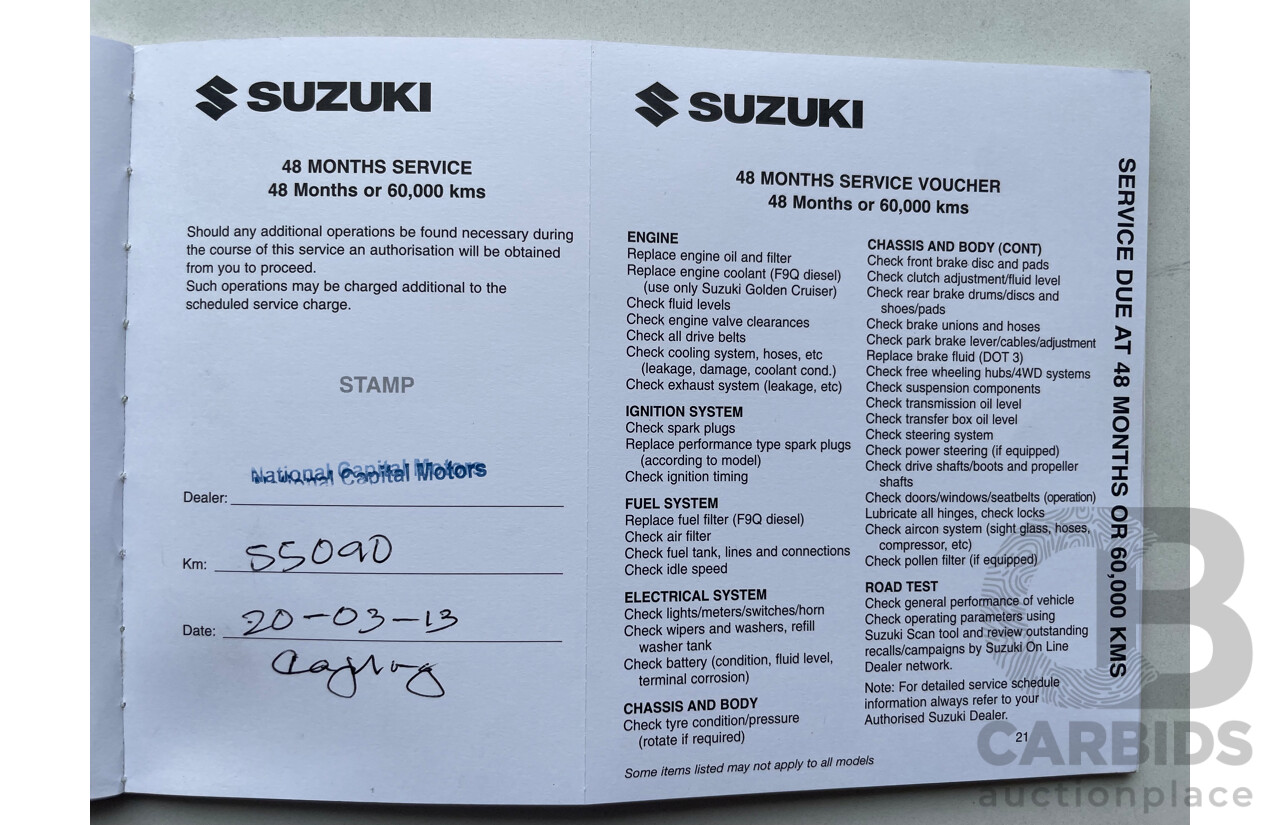 SUZUKI
48 MONTHS SERVICE
48 Months or 60,000 kms
Should any additional operations be found necessary during
the course of this service an authorisation will be obtained
from you to proceed.
Such operations may be charged additional to the
scheduled service charge.
STAMP
National Capital Motors
Dealer:
Km: 55090
Date: 20-03-13
SUZUKI
48 MONTHS SERVICE VOUCHER
48 Months or 60,000 kms
ENGINE
Replace engine oil and filter
Replace engine coolant (F9Q diesel)
(use only Suzuki Golden Cruiser)
Check fluid levels
Check engine valve clearances
Check all drive belts
Check cooling system, hoses, etc
(leakage, damage, coolant cond.)
Check exhaust system (leakage, etc)
IGNITION SYSTEM
Check spark plugs
Replace performance type spark plugs
(according to model)
Check ignition timing
FUEL SYSTEM
Replace fuel filter (F9Q diesel)
Check air filter
Check fuel tank, lines and connections
Check idle speed
ELECTRICAL SYSTEM
Check lights/meters/switches/horn
Check wipers and washers, refill
washer tank
Check battery (condition, fluid level,
terminal corrosion)
CHASSIS AND BODY
Check tyre condition/pressure
(rotate if required)
Some items listed may not apply to all models
CHASSIS AND BODY (CONT)
Check front brake disc and pads
Check clutch adjustment/fluid level
Check rear brake drums/discs and
shoes/pads
Check brake unions and hoses
Check park brake lever/cables/adjustment
Replace brake fluid (DOT 3)
Check free wheeling hubs/4WD systems
Check suspension components
Check transmission oil level
Check transfer box oil level
Check steering system
Check power steering (if equipped)
Check drive shafts/boots and propeller
shafts
Check doors/windows/seatbelts (operation)
Lubricate all hinges, check locks
Check aircon system (sight glass, hoses,
compressor, etc)
Check pollen filter (if equipped)
ROAD TEST
Check general performance of vehicle
Check operating parameters using
Suzuki Scan tool and review outstanding
recalls/campaigns by Suzuki On Line
Dealer network.
Note: For detailed service schedule
information always refer to your
Authorised Suzuki Dealer.
21
SERVICE DUE AT 48 MONTHS OR 60,000 KMS
CARBIDS
auctionplace